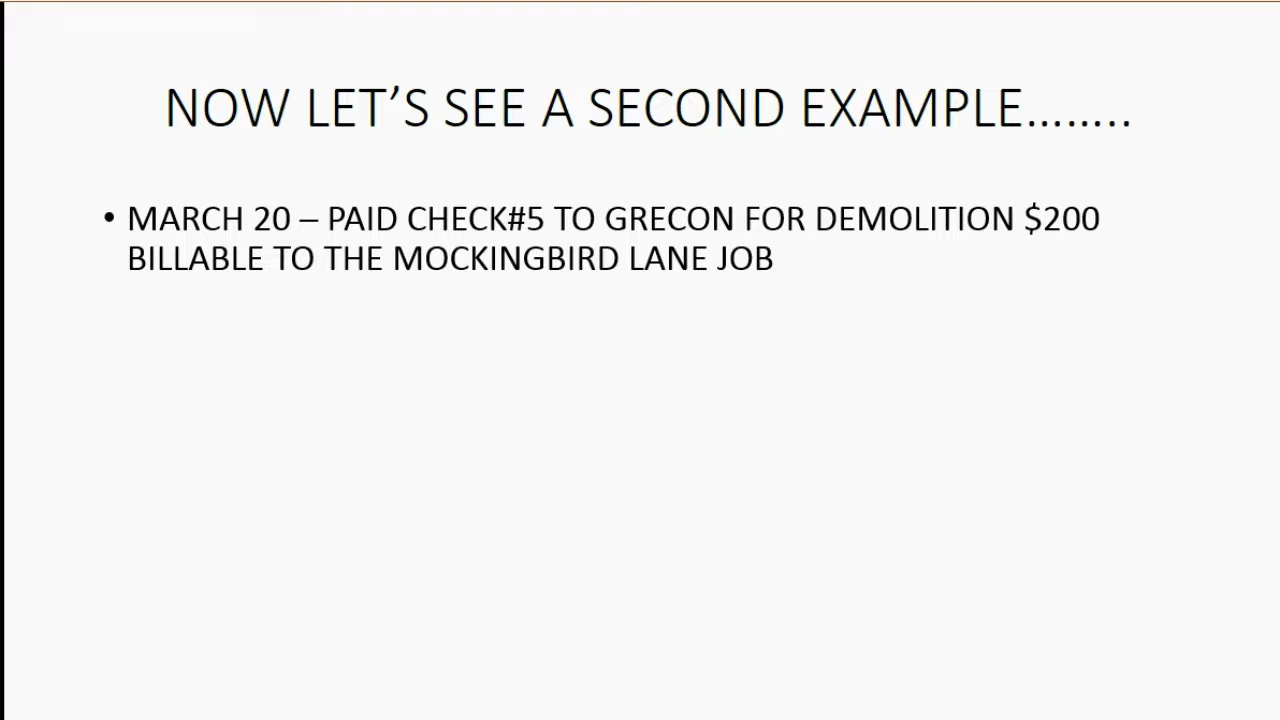 NOW LET’S SEE A SECOND EXAMPLE……..
• MARCH 20 – PAID CHECK#5 TO GRECON FOR DEMOLITION $200
BILLABLE TO THE MOCKINGBIRD LANE JOB